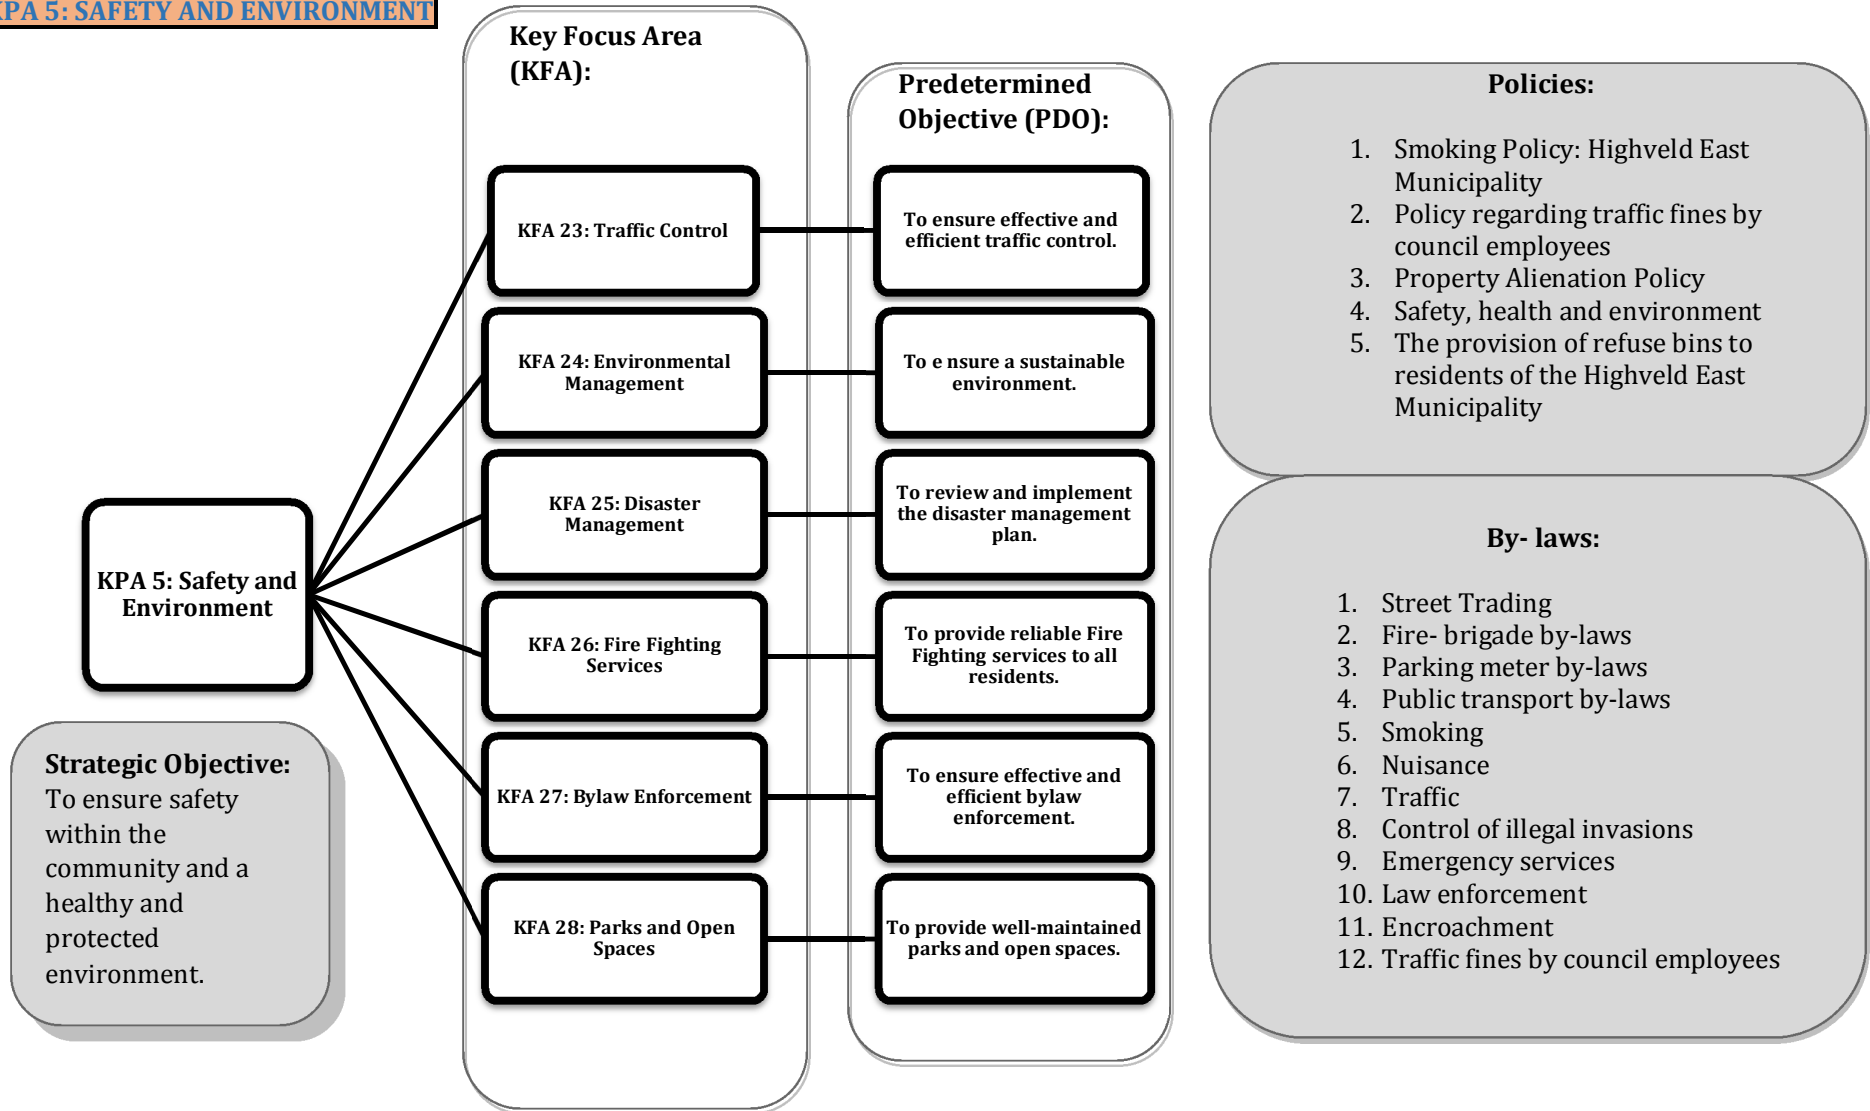 KPA 5: SAFETY AND ENVIRONMENT
Key Focus Area
(KFA):
Predetermined
Objective (PDO):
KPA 5: Safety and
Environment
Strategic Objective:
To ensure safety
within the
community and a
healthy and
protected
environment.
KFA 23: Traffic Control
To ensure effective and
efficient traffic control.
KFA 24: Environmental
Management
To e nsure a sustainable
environment.
KFA 25: Disaster
Management
To review and implement
the disaster management
plan.
KFA 26: Fire Fighting
Services
To provide reliable Fire
Fighting services to all
residents.
KFA 27: Bylaw Enforcement
To ensure effective and
efficient bylaw
enforcement.
KFA 28: Parks and Open
Spaces
To provide well-maintained
parks and open spaces.
Policies:
1. Smoking Policy: Highveld East
Municipality
2. Policy regarding traffic fines by
council employees
3. Property Alienation Policy
4. Safety, health and environment
5. The provision of refuse bins to
residents of the Highveld East
Municipality
By- laws:
1. Street Trading
2. Fire- brigade by-laws
3. Parking meter by-laws
4. Public transport by-laws
5. Smoking
6. Nuisance
7. Traffic
8. Control of illegal invasions
9. Emergency services
10. Law enforcement
11. Encroachment
12. Traffic fines by council employees